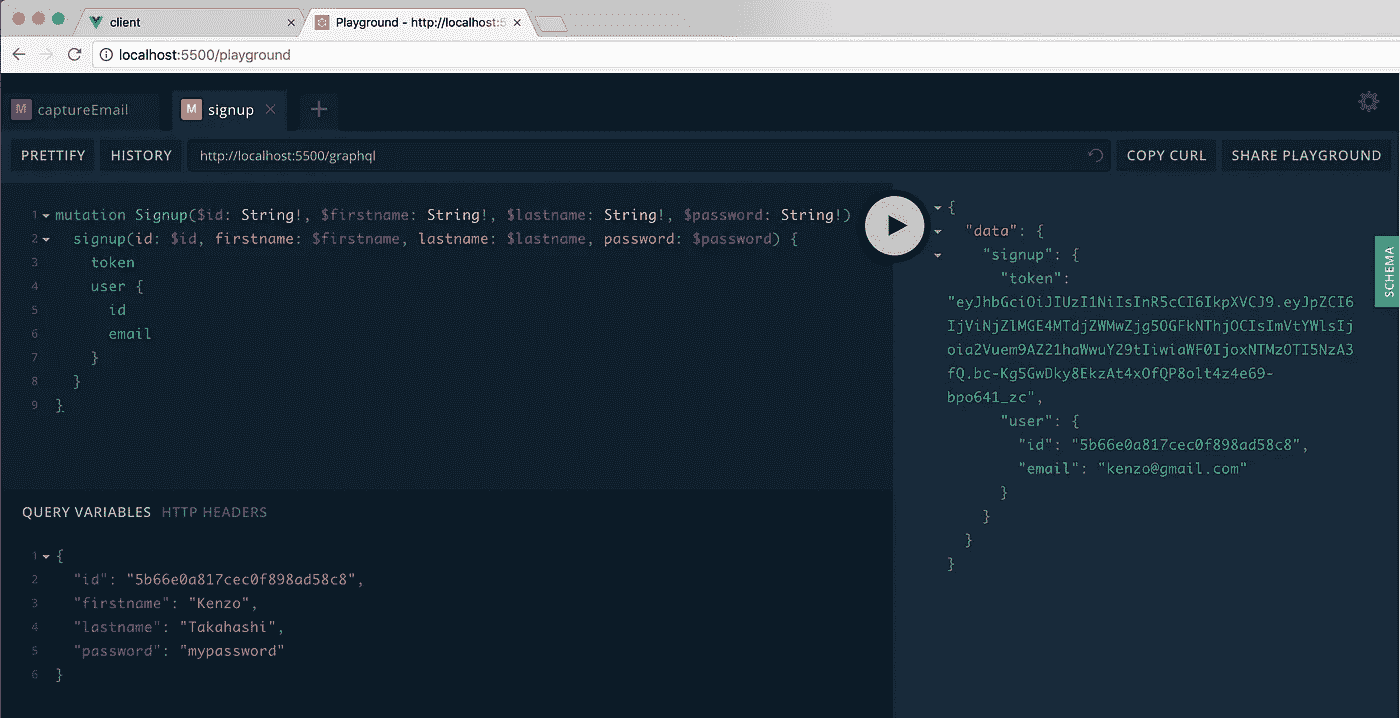 client
Playground - http://localhost:5
localhost:5500/playground
M captureEmail
M signup
PRETTIFY
HISTORY
http://localhost:5500/graphql
COPY CURL
SHARE PLAYGROUND
1 mutation Signup($id: String!, $firstname: String!, $lastname: String!, $password: String!)
2 signup(id: $id, firstname: $firstname, lastname: $lastname, password: $password) {
3 token
4 user {
5 id
6 email
7 }
8 }
9 }
QUERY VARIABLES HTTP HEADERS
1 {
2 "id": "5b66e0a817cec0f898ad58c8",
3 "firstname": "Kenzo",
4 "lastname": "Takahashi",
5 "password": "mypassword"
6 }
{
"data": {
"signup": {
"token":
"eyJhbGciOiJIUzI1NiIsInR5cCI6IkpXVCJ9.eyJpZCI6
IjViNjZlMGE4MTdjZWMwZjg5OGFkNThjOCIsImVtYWlsIj
oia2Vuem9AZ21haWwuY29tIiwiaWF0IjoxNTMzOTI5NzA3
fQ.bc-Kg5GwDky8EkzAt4xOfQP8olt4z4e69-
bpo641_zc",
"user": {
"id": "5b66e0a817cec0f898ad58c8",
"email": "kenzo@gmail.com"
}
}
}
}
SCHEMA